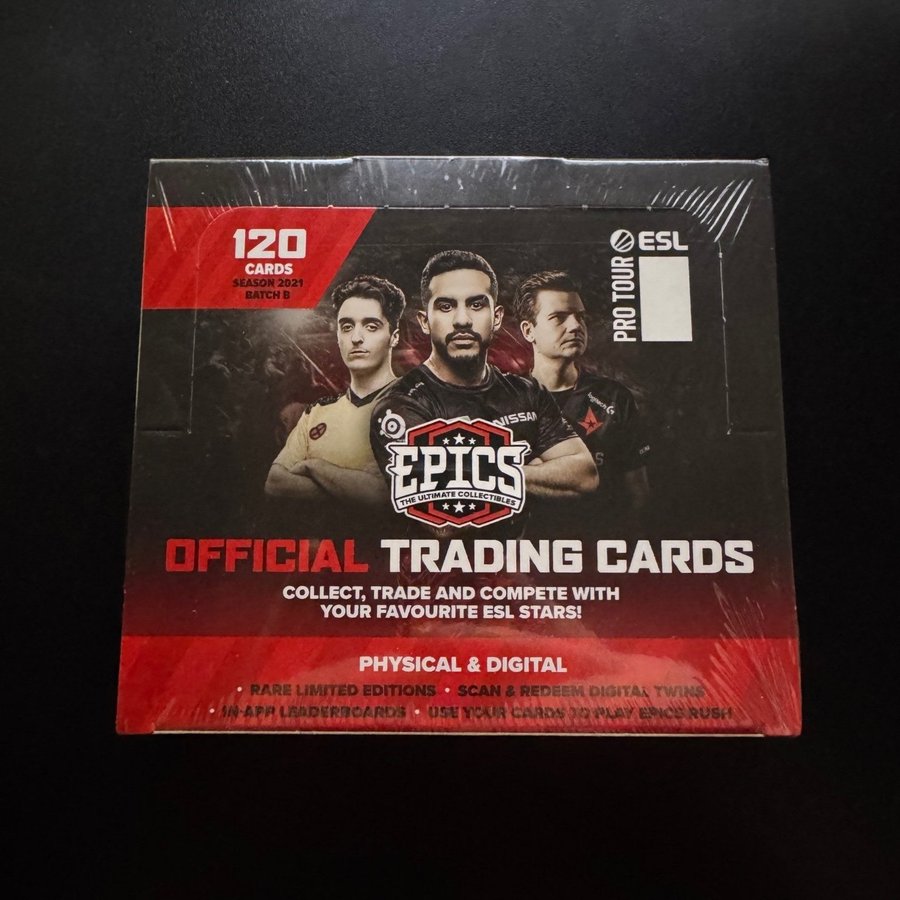 120
CARDS
SEASON 2021
BATCH B
ESL
PRO TOUR
logitech G
NISSAN
EPICS
THE ULTIMATE COLLECTIBLES
OFFICIAL TRADING CARDS
COLLECT, TRADE AND COMPETE WITH
YOUR FAVOURITE ESL STARS!
PHYSICAL & DIGITAL
• RARE LIMITED EDITIONS • SCAN & REDEEM DIGITAL TWINS
• IN-APP LEADERBOARDS • USE YOUR CARDS TO PLAY EPICS RUSH